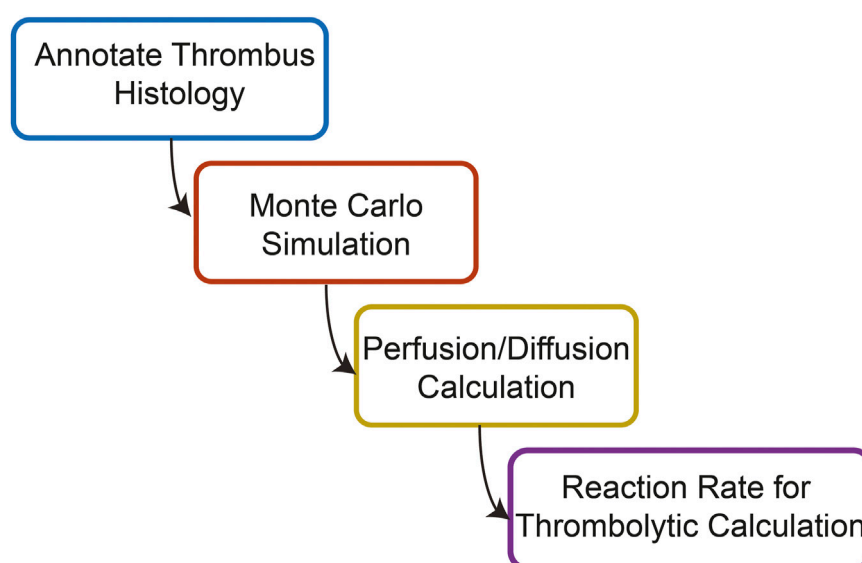 Annotate Thrombus
Histology
Monte Carlo
Simulation
Perfusion/Diffusion
Calculation
Reaction Rate for
Thrombolytic Calculation